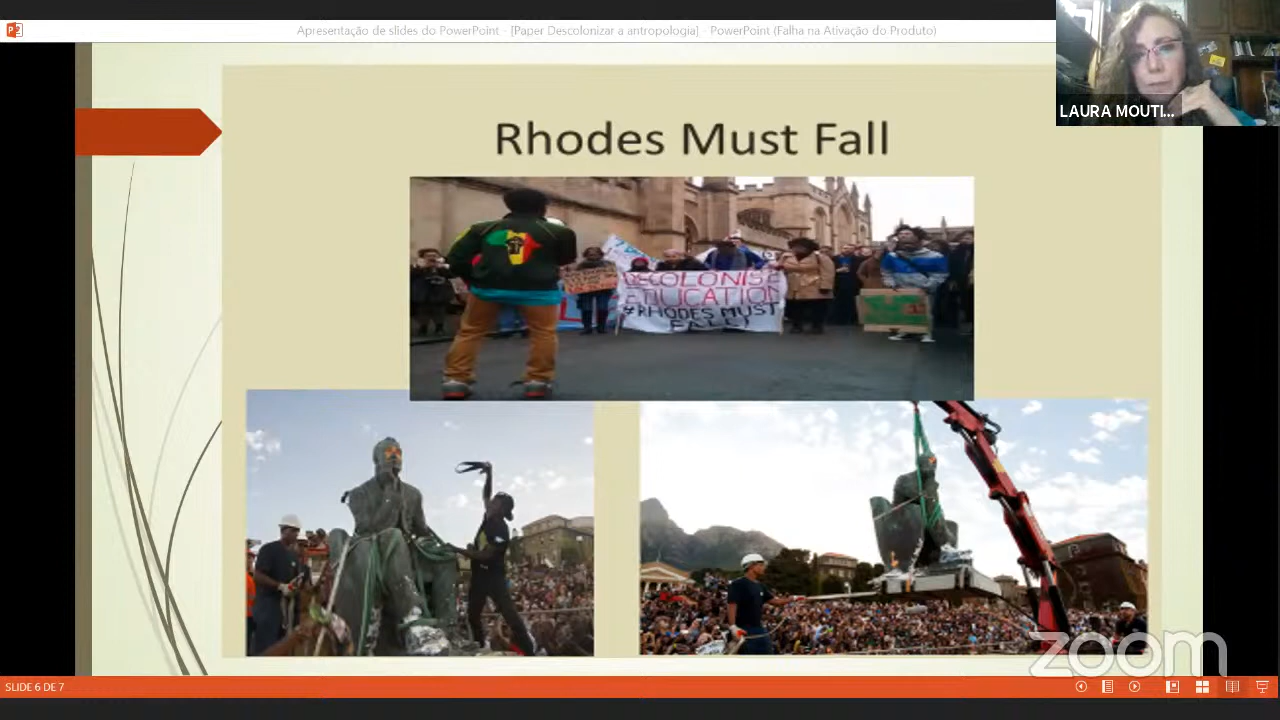 Apresentação de slides do PowerPoint - [Paper Descolonizar a antropologia] - PowerPoint (Falha na Ativação do Produto)
LAURA MOUTI...
Rhodes Must Fall
DECOLONISE
EDUCATION
#RHODES MUST
FALL!
zoom
SLIDE 6 DE 7